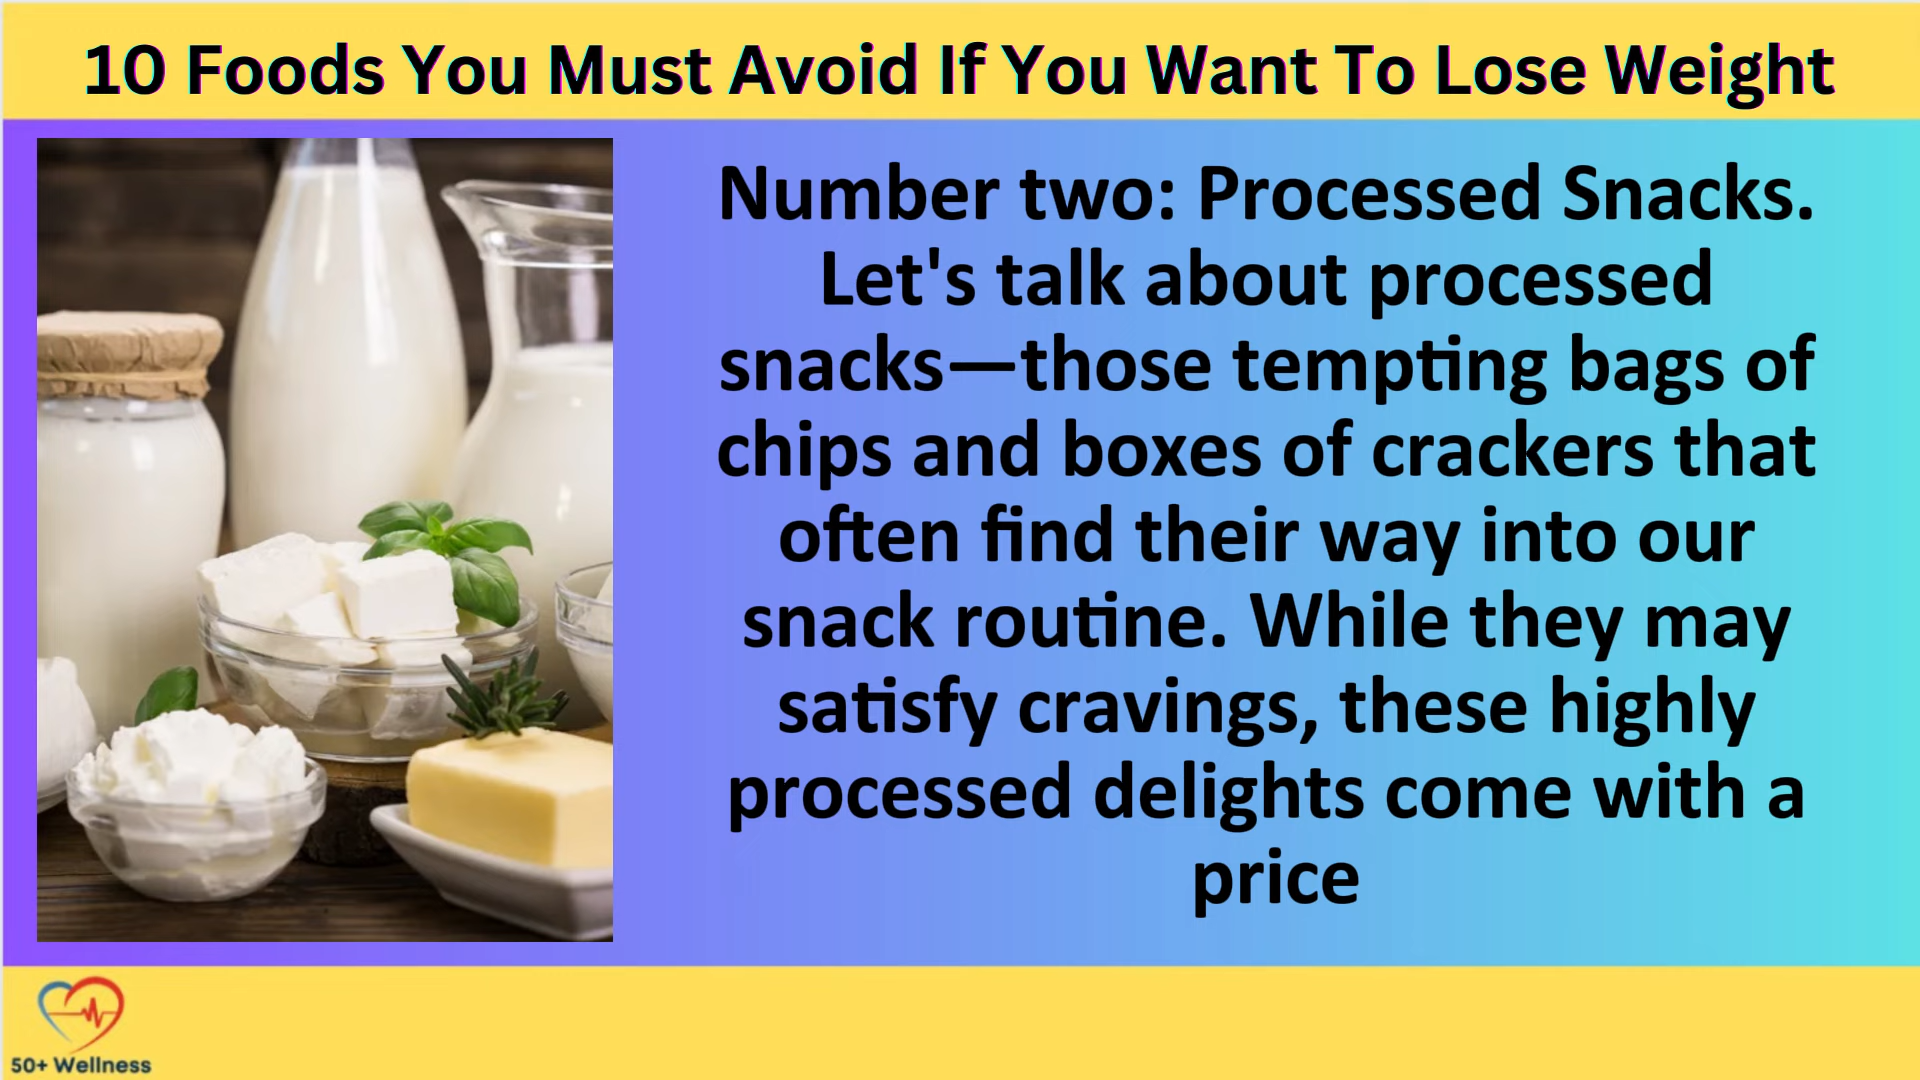 10 Foods You Must Avoid If You Want To Lose Weight
Number two: Processed Snacks.
Let's talk about processed
snacks—those tempting bags of
chips and boxes of crackers that
often find their way into our
snack routine. While they may
satisfy cravings, these highly
processed delights come with a
price
50+ Wellness